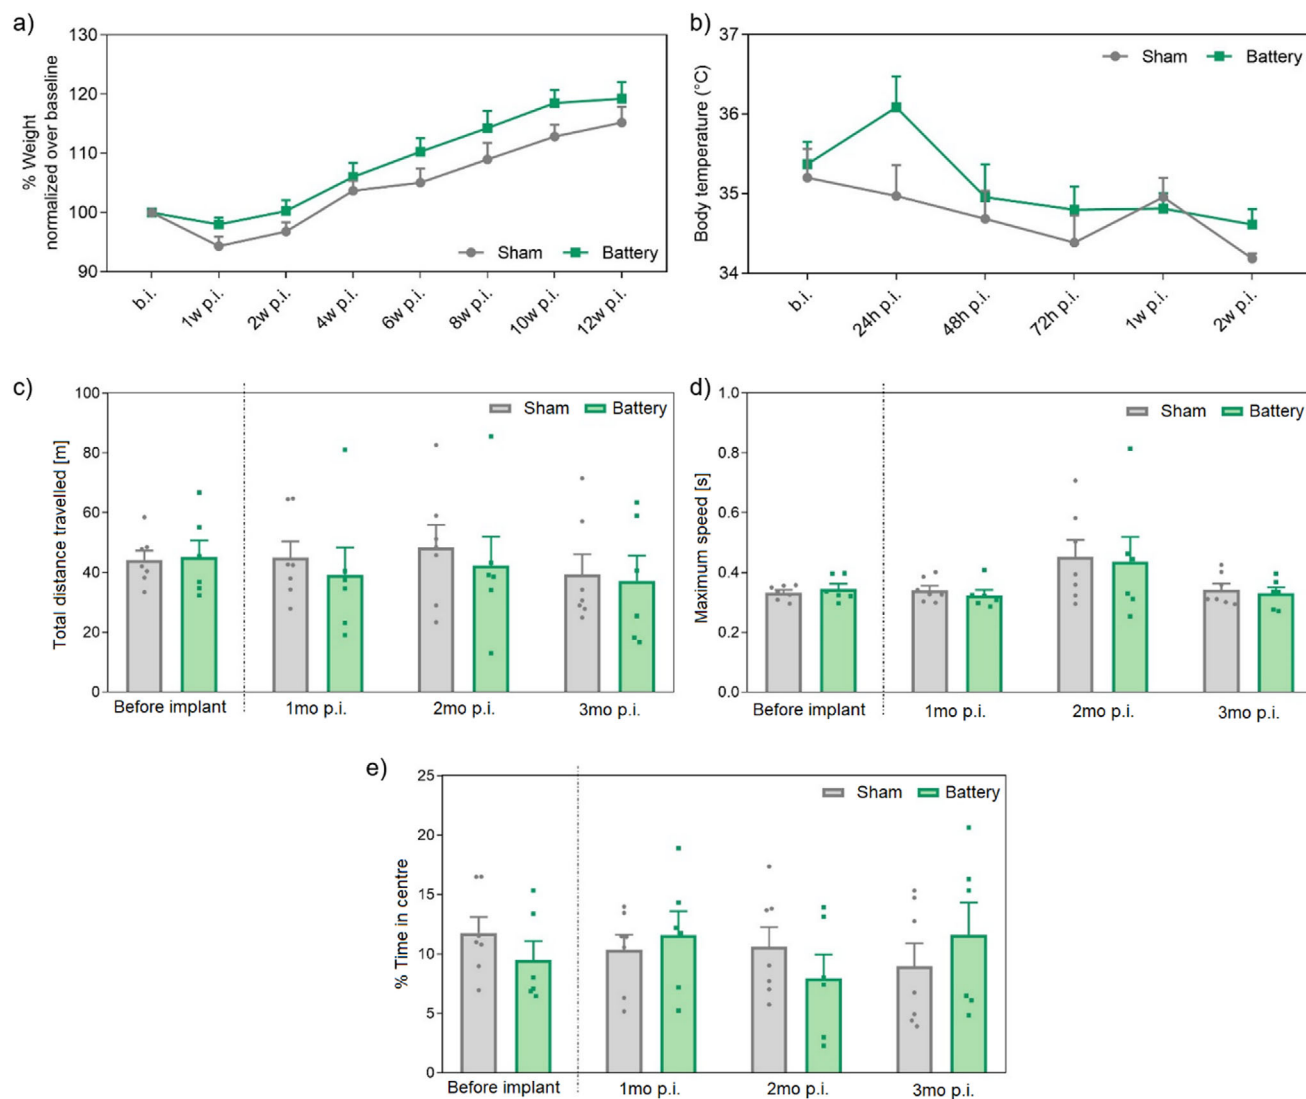 a)
% Weight
normalized over baseline
130
120
110
100
90
Sham Battery
b.i. 1w p.i. 2w p.i. 4w p.i. 6w p.i. 8w p.i. 10w p.i. 12w p.i.
b)
Body temperature (°C)
37
36
35
34
Sham Battery
b.i. 24h p.i. 48h p.i. 72h p.i. 1w p.i. 2w p.i.
c)
Total distance travelled [m]
100
80
60
40
20
0
Sham Battery
Before implant 1mo p.i. 2mo p.i. 3mo p.i.
d)
Maximum speed [s]
1.0
0.8
0.6
0.4
0.2
0.0
Sham Battery
Before implant 1mo p.i. 2mo p.i. 3mo p.i.
e)
% Time in centre
25
20
15
10
5
0
Sham Battery
Before implant 1mo p.i. 2mo p.i. 3mo p.i.